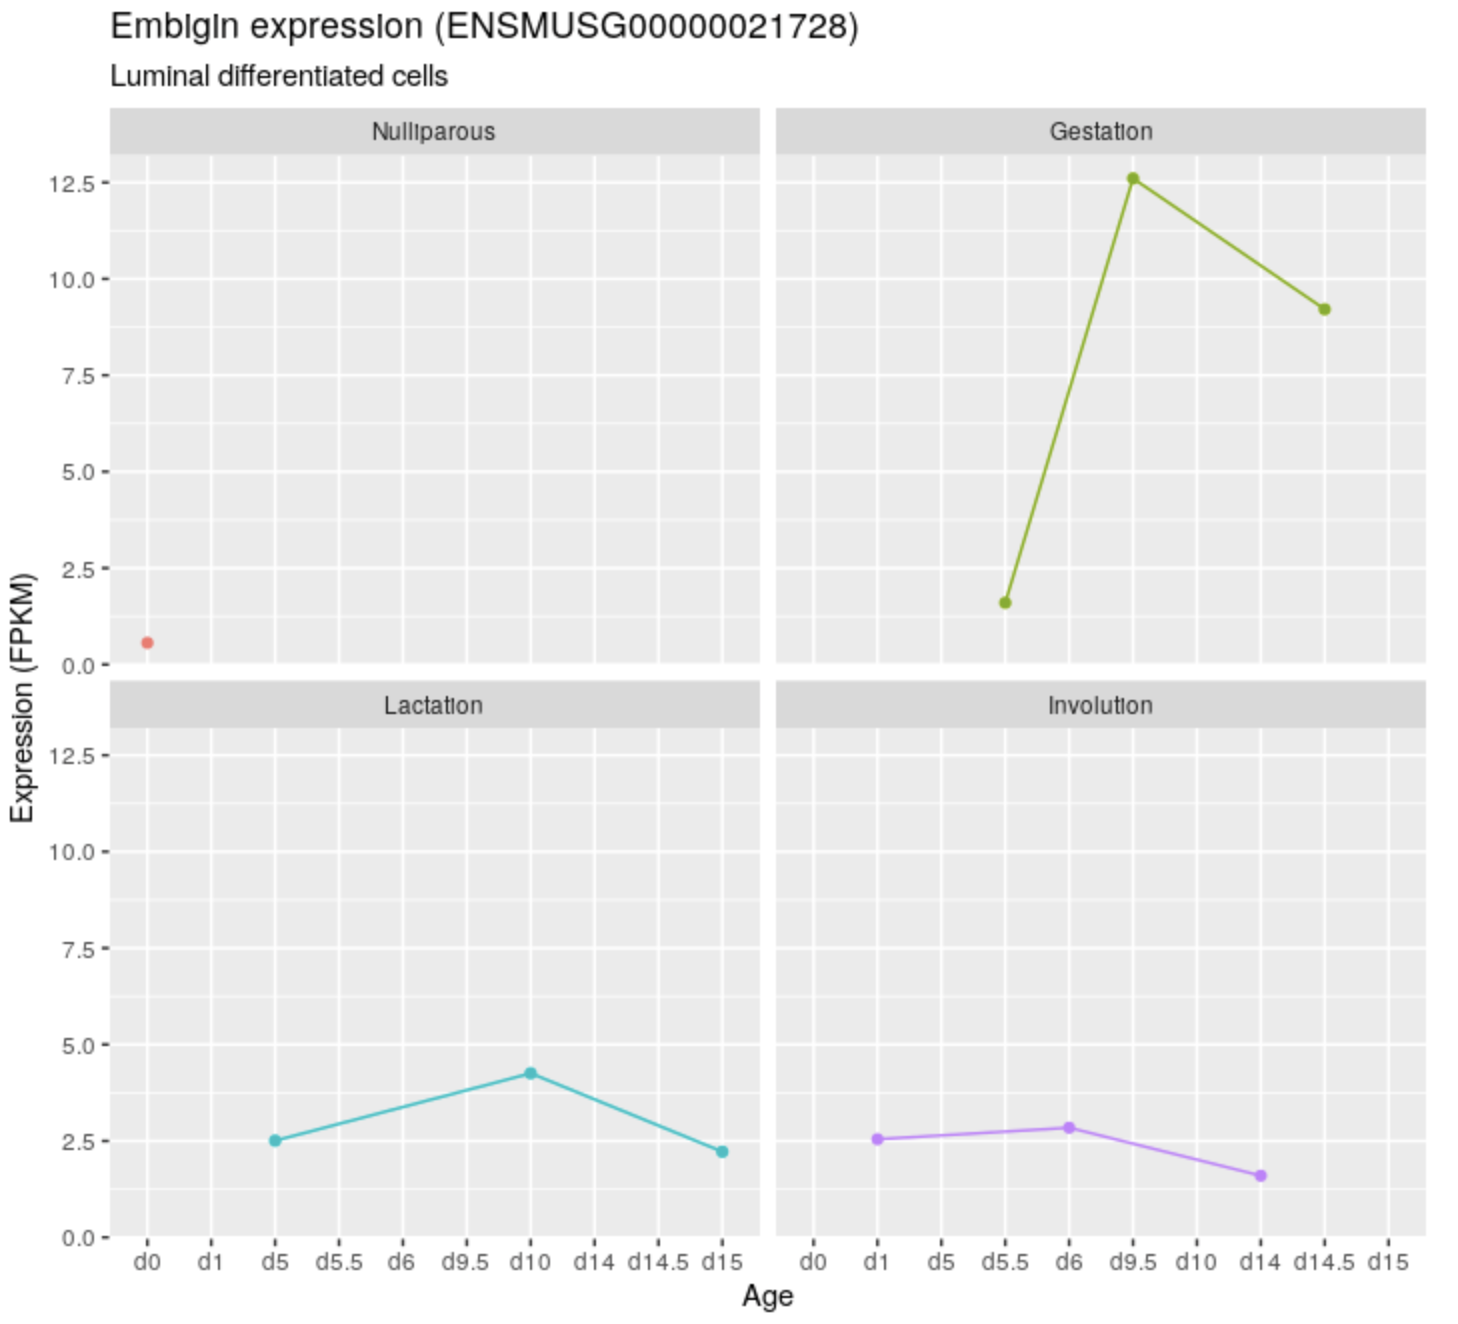 Embigin expression (ENSMUSG00000021728)
Luminal differentiated cells
Nulliparous
Gestation
12.5
10.0
7.5
5.0
2.5
0.0
Expression (FPKM)
Lactation
Involution
12.5
10.0
7.5
5.0
2.5
0.0
d0 d1 d5 d5.5 d6 d9.5 d10 d14 d14.5 d15
d0 d1 d5 d5.5 d6 d9.5 d10 d14 d14.5 d15
Age